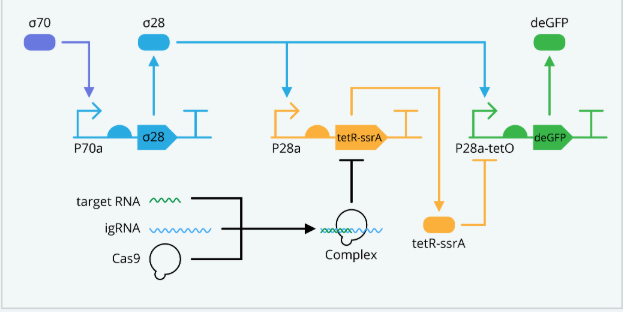 σ70
σ28
deGFP
σ28
tetR-ssrA
deGFP
P70a
P28a
P28a-tetO
target RNA
igRNA
Cas9
Complex
tetR-ssrA